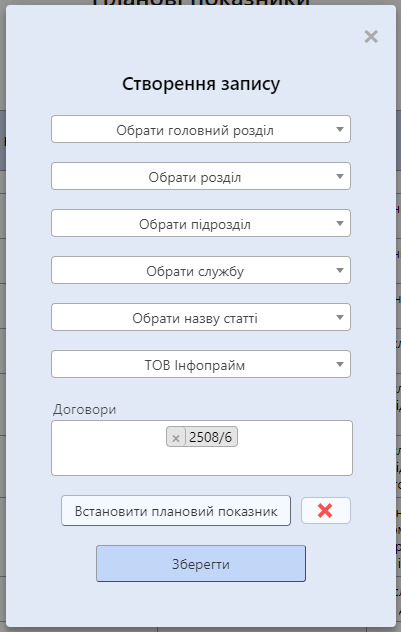 Планові показники
×
Створення запису
Обрати головний розділ
Обрати розділ
Обрати підрозділ
Обрати службу
Обрати назву статті
ТОВ Інфопрайм
Договори
× 2508/6
Встановити плановий показник
Зберегти